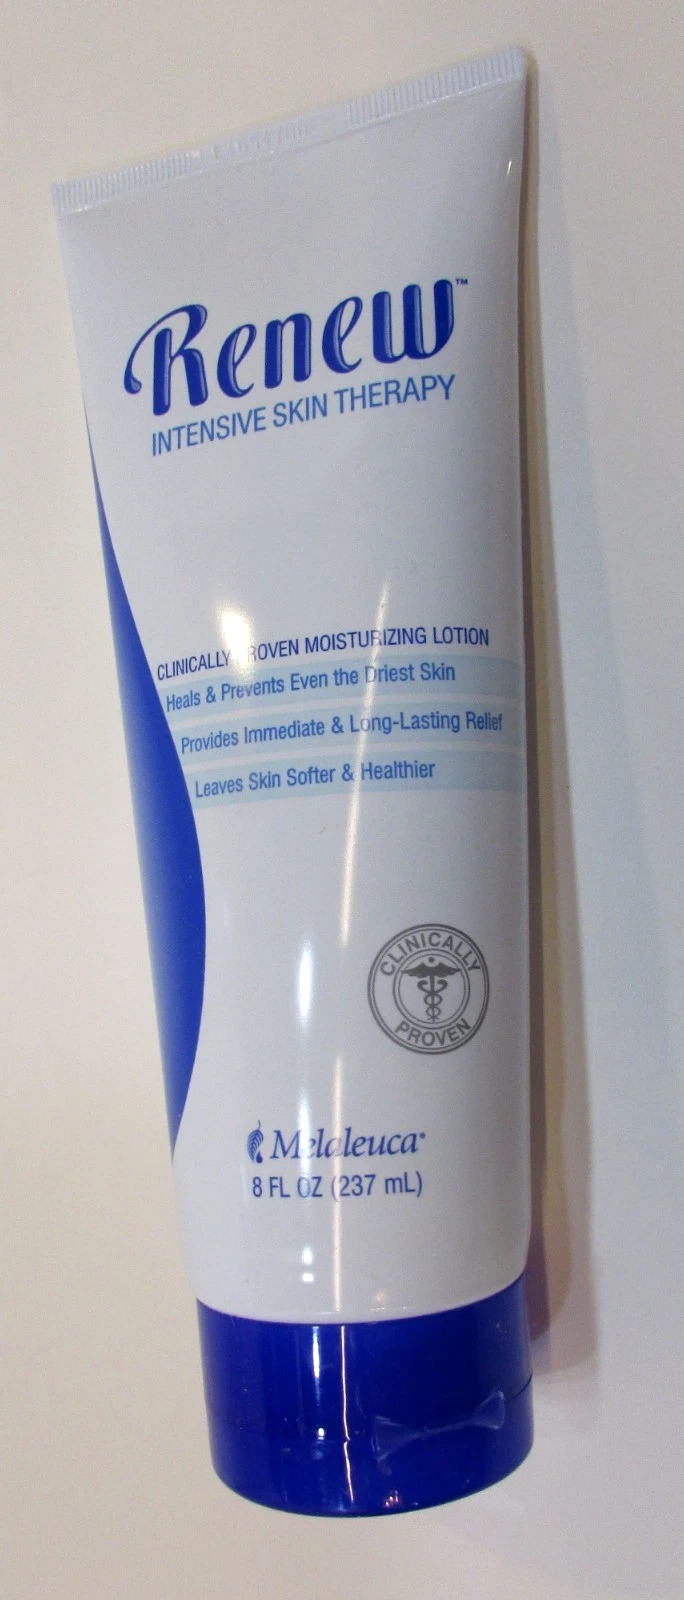 Renew™
INTENSIVE SKIN THERAPY
CLINICALLY PROVEN MOISTURIZING LOTION
Heals & Prevents Even the Driest Skin
Provides Immediate & Long-Lasting Relief
Leaves Skin Softer & Healthier
CLINICALLY
PROVEN
Melaleuca®
8 FL OZ (237 mL)